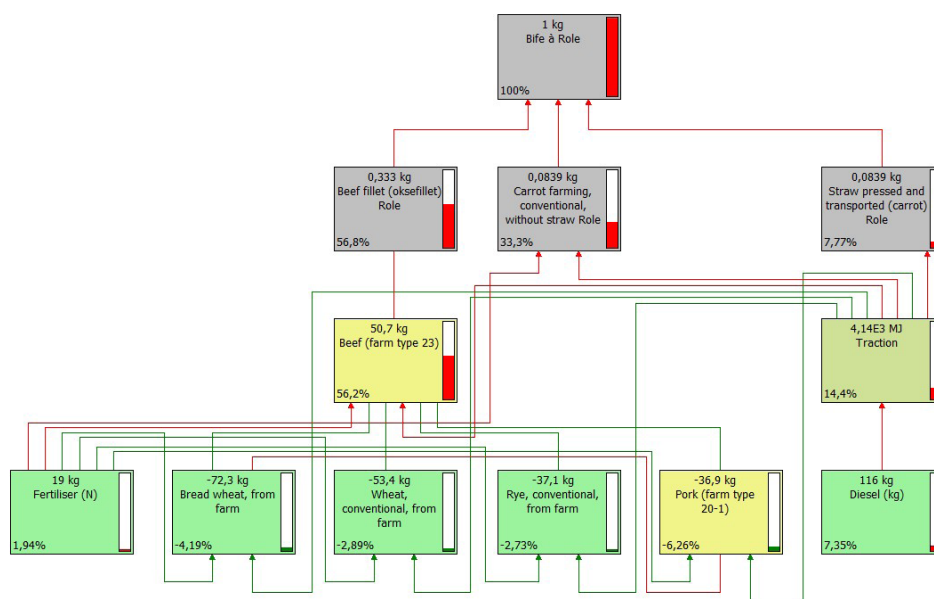 1 kg
Bife à Role
100%
0,333 kg
Beef fillet (oksefillet)
Role
56,8%
0,0839 kg
Carrot farming,
conventional,
without straw Role
33,3%
0,0839 kg
Straw pressed and
transported (carrot)
Role
7,77%
50,7 kg
Beef (farm type 23)
56,2%
4,14E3 MJ
Traction
14,4%
19 kg
Fertiliser (N)
1,94%
-72,3 kg
Bread wheat, from
farm
-4,19%
-53,4 kg
Wheat,
conventional, from
farm
-2,89%
-37,1 kg
Rye, conventional,
from farm
-2,73%
-36,9 kg
Pork (farm type
20-1)
-6,26%
116 kg
Diesel (kg)
7,35%